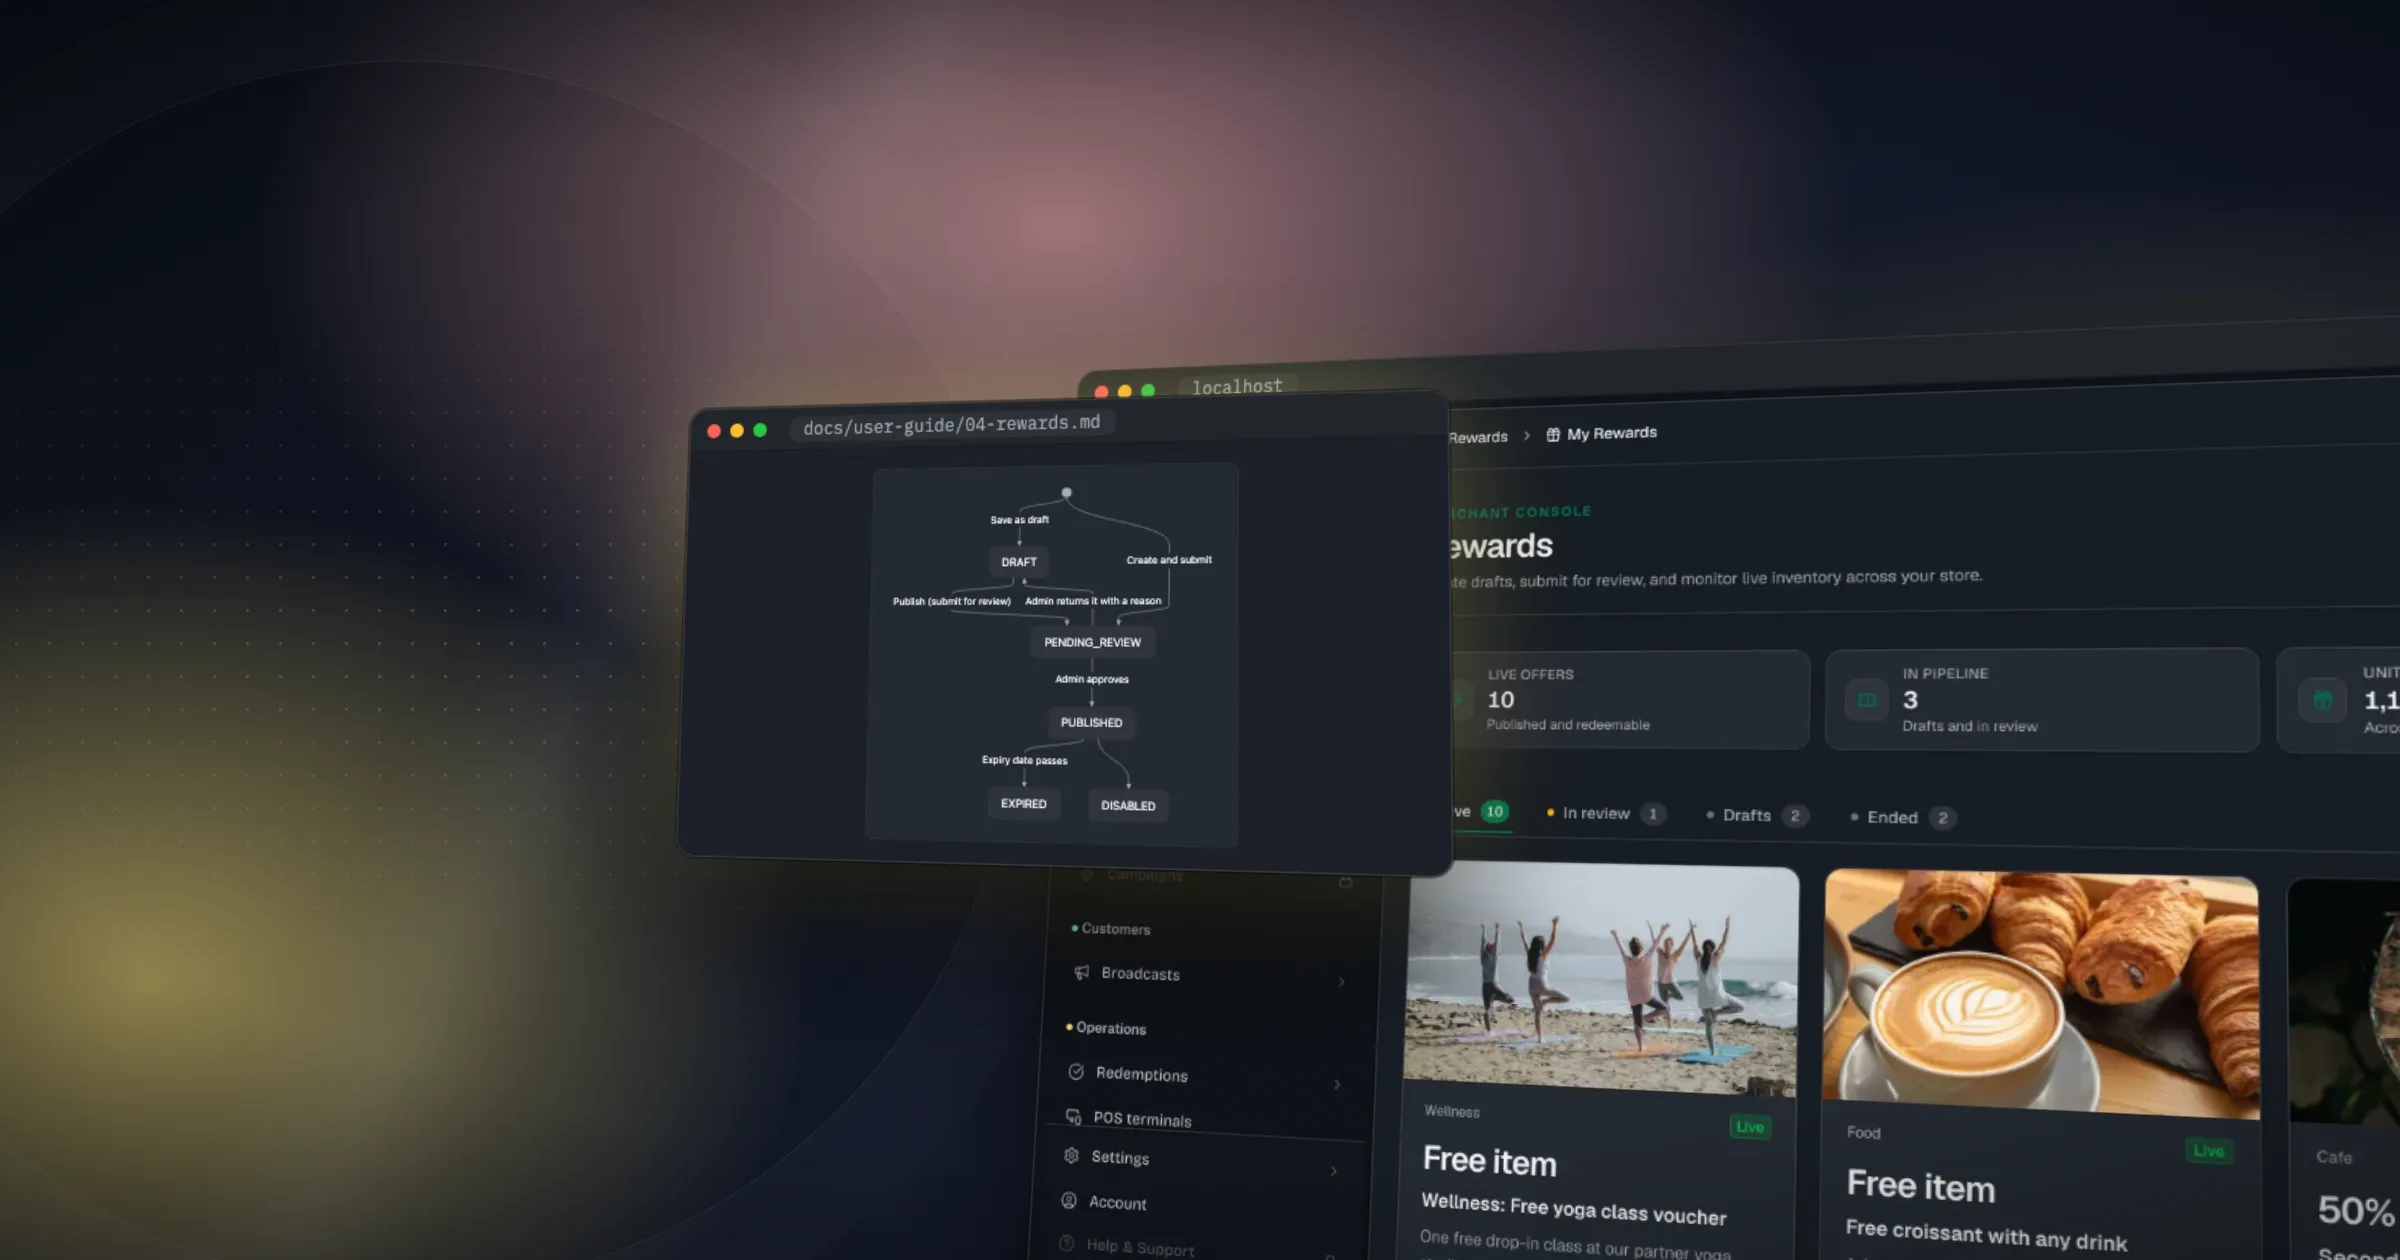 localhost
docs/user-guide/04-rewards.md
Save as draft
Create and submit
DRAFT
Publish (submit for review)
Admin returns it with a reason
PENDING_REVIEW
Admin approves
PUBLISHED
Expiry date passes
EXPIRED
DISABLED
Rewards > My Rewards
CHANT CONSOLE
ewards
te drafts, submit for review, and monitor live inventory across your store.
LIVE OFFERS
10
Published and redeemable
IN PIPELINE
3
Drafts and in review
UNIT
1,1
Acro
ve 10
In review 1
Drafts 2
Ended 2
Campaigns
Customers
Broadcasts
Operations
Redemptions
POS terminals
Settings
Account
Help & Support
Wellness
Live
Free item
Wellness: Free yoga class voucher
One free drop-in class at our partner yoga
Food
Live
Free item
Free croissant with any drink
Cafe
50%